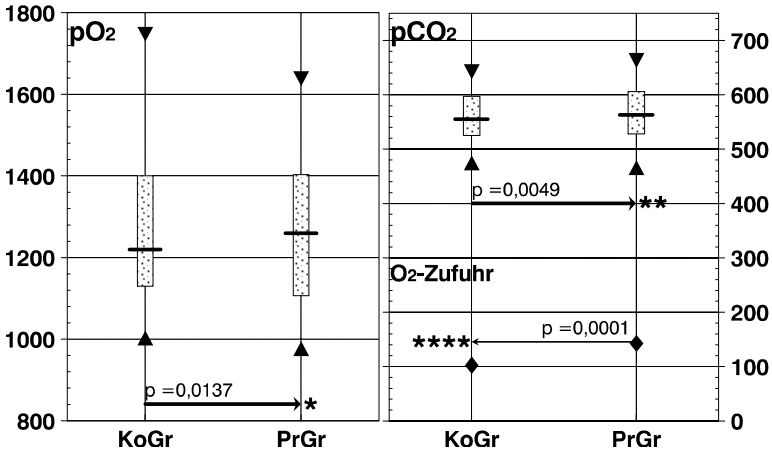 1800
1600
1400
1200
1000
800
pO2
p =0,0137
*
KoGr
PrGr
pCO2
p =0,0049
**
O2-Zufuhr
p =0,0001
****
KoGr
PrGr
700
600
500
400
300
200
100
0